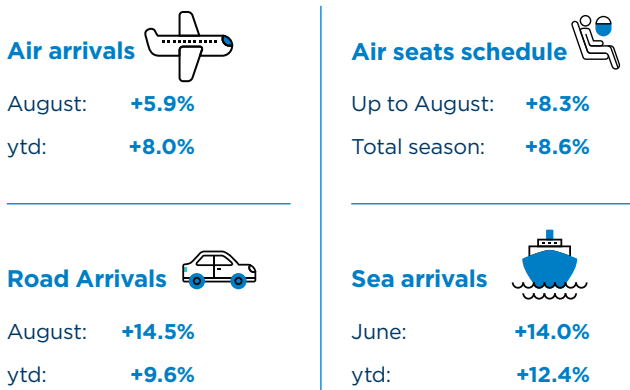 Air arrivals
August: +5.9%
ytd: +8.0%
Air seats schedule
Up to August: +8.3%
Total season: +8.6%
Road Arrivals
August: +14.5%
ytd: +9.6%
Sea arrivals
June: +14.0%
ytd: +12.4%